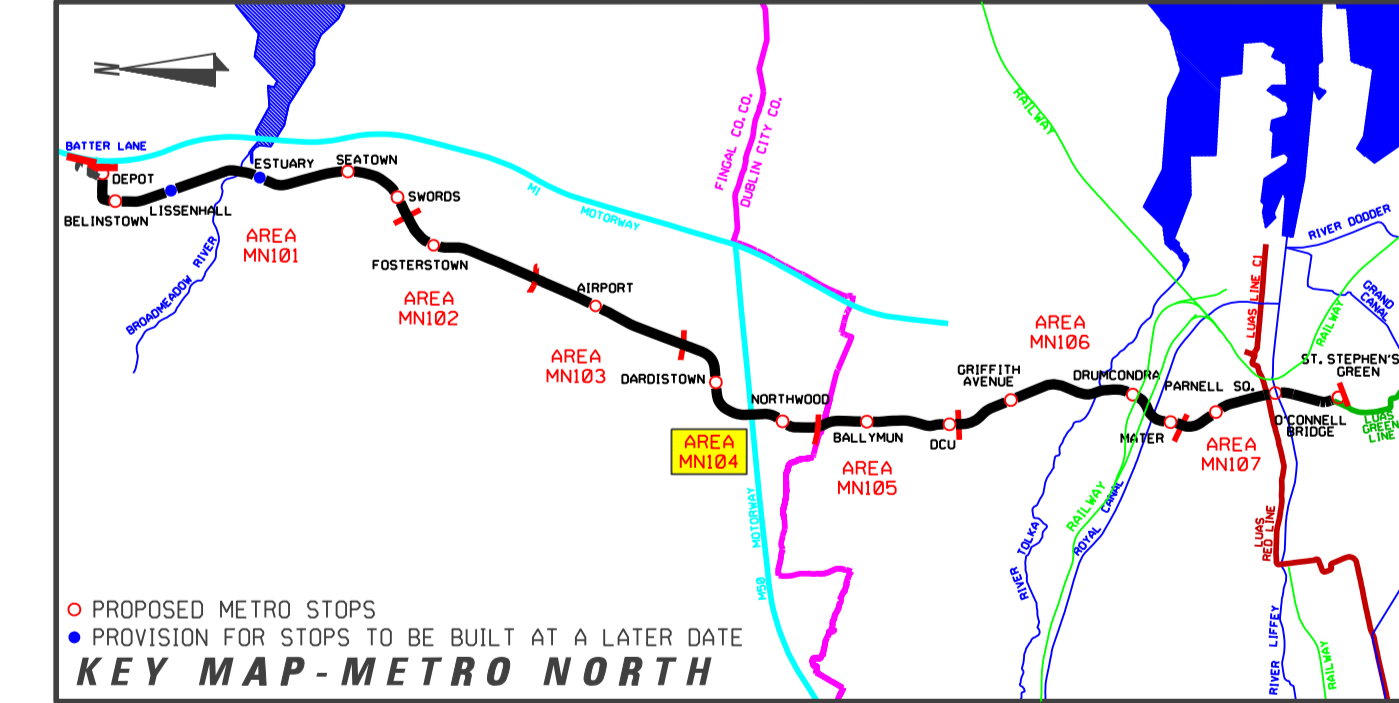 N
BATTER LANE
DEPOT
BELINSTOWN
LISSENHALL
ESTUARY
SEATOWN
SWORDS
BROADMEADOW RIVER
AREA
MN101
FOSTERSTOWN
AREA
MN102
AIRPORT
AREA
MN103
M1
MOTORWAY
FINGAL CO. CO.
DUBLIN CITY CO.
DARDISTOWN
NORTHWOOD
AREA
MN104
MOTORWAY
M50
BALLYMUN
DCU
AREA
MN105
GRIFFITH
AVENUE
AREA
MN106
RAILWAY
DRUMCONDRA
MATER
PARNELL SO.
AREA
MN107
RIVER TOLKA
RAILWAY
ROYAL CANAL
LUAS LINE C1
RIVER DODDER
GRAND
CANAL
RAILWAY
ST. STEPHEN'S
GREEN
O'CONNELL
BRIDGE
LUAS
GREEN
LINE
LUAS
RED LINE
RIVER LIFFEY
RAILWAY
PROPOSED METRO STOPS
PROVISION FOR STOPS TO BE BUILT AT A LATER DATE
KEY MAP-METRO NORTH